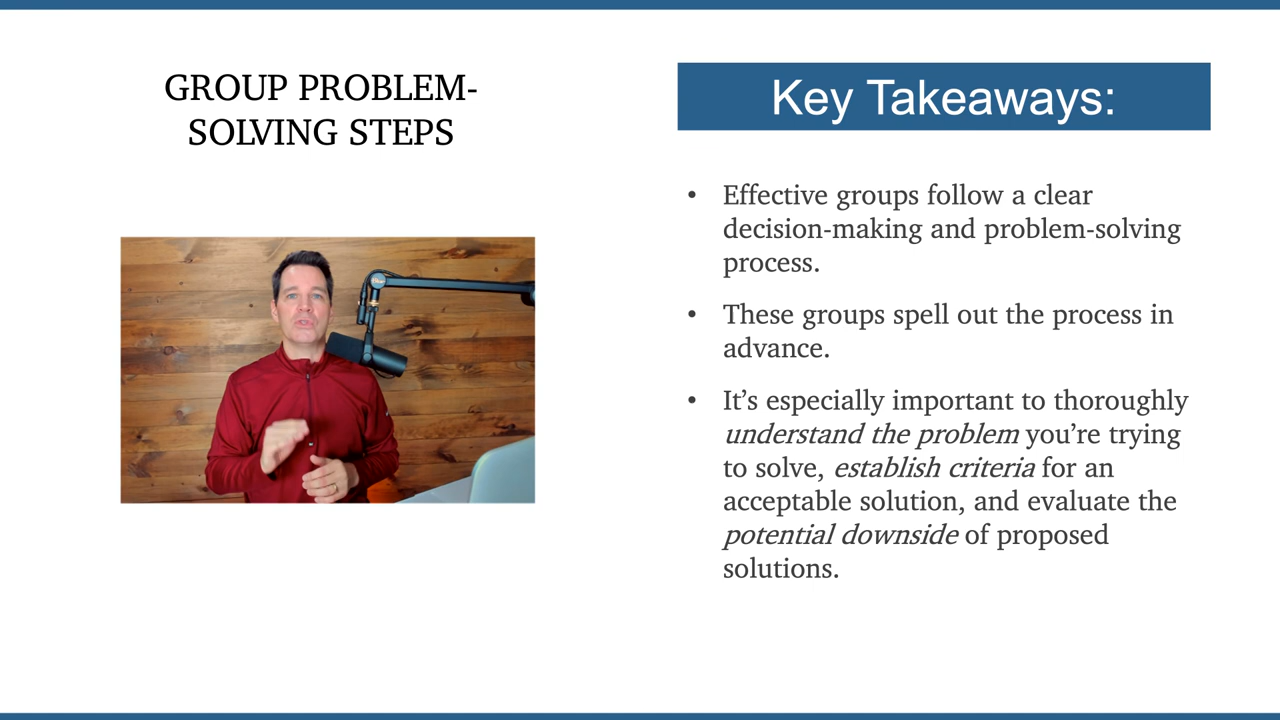 GROUP PROBLEM-
SOLVING STEPS
Key Takeaways:
• Effective groups follow a clear
decision-making and problem-solving
process.
• These groups spell out the process in
advance.
• It’s especially important to thoroughly
understand the problem you’re trying
to solve, establish criteria for an
acceptable solution, and evaluate the
potential downside of proposed
solutions.